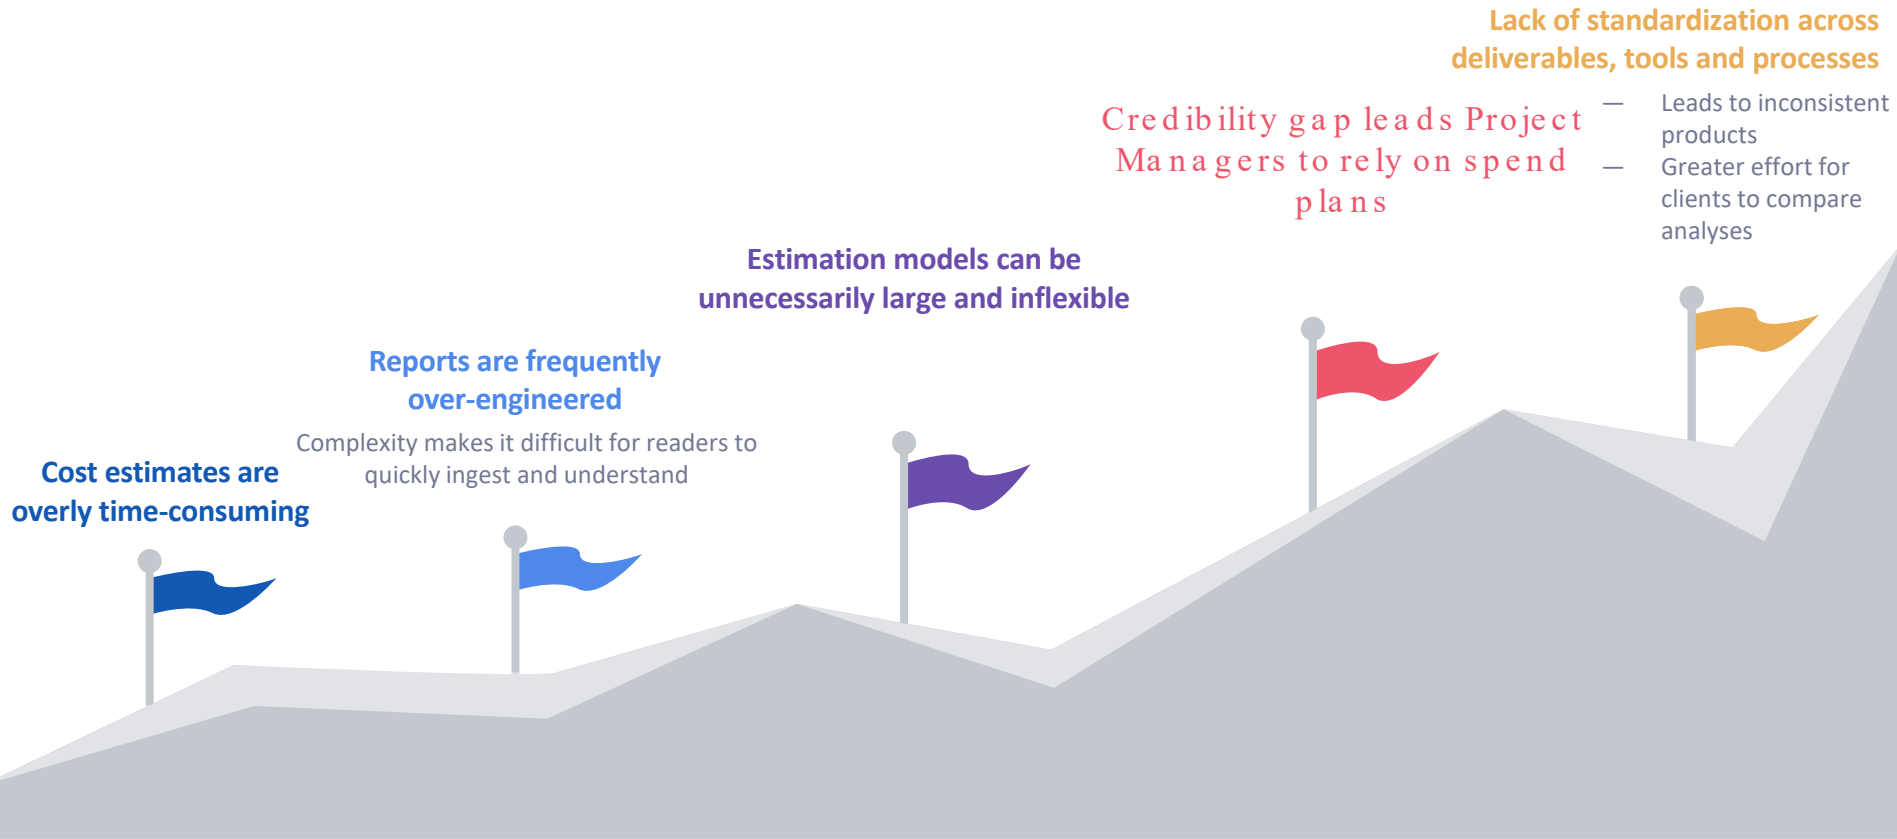 Cost estimates are
overly time-consuming
Reports are frequently
over-engineered
Complexity makes it difficult for readers to
quickly ingest and understand
Estimation models can be
unnecessarily large and inflexible
Credibility gap leads Project
Managers to rely on spend
plans
Lack of standardization across
deliverables, tools and processes
— Leads to inconsistent
products
— Greater effort for
clients to compare
analyses